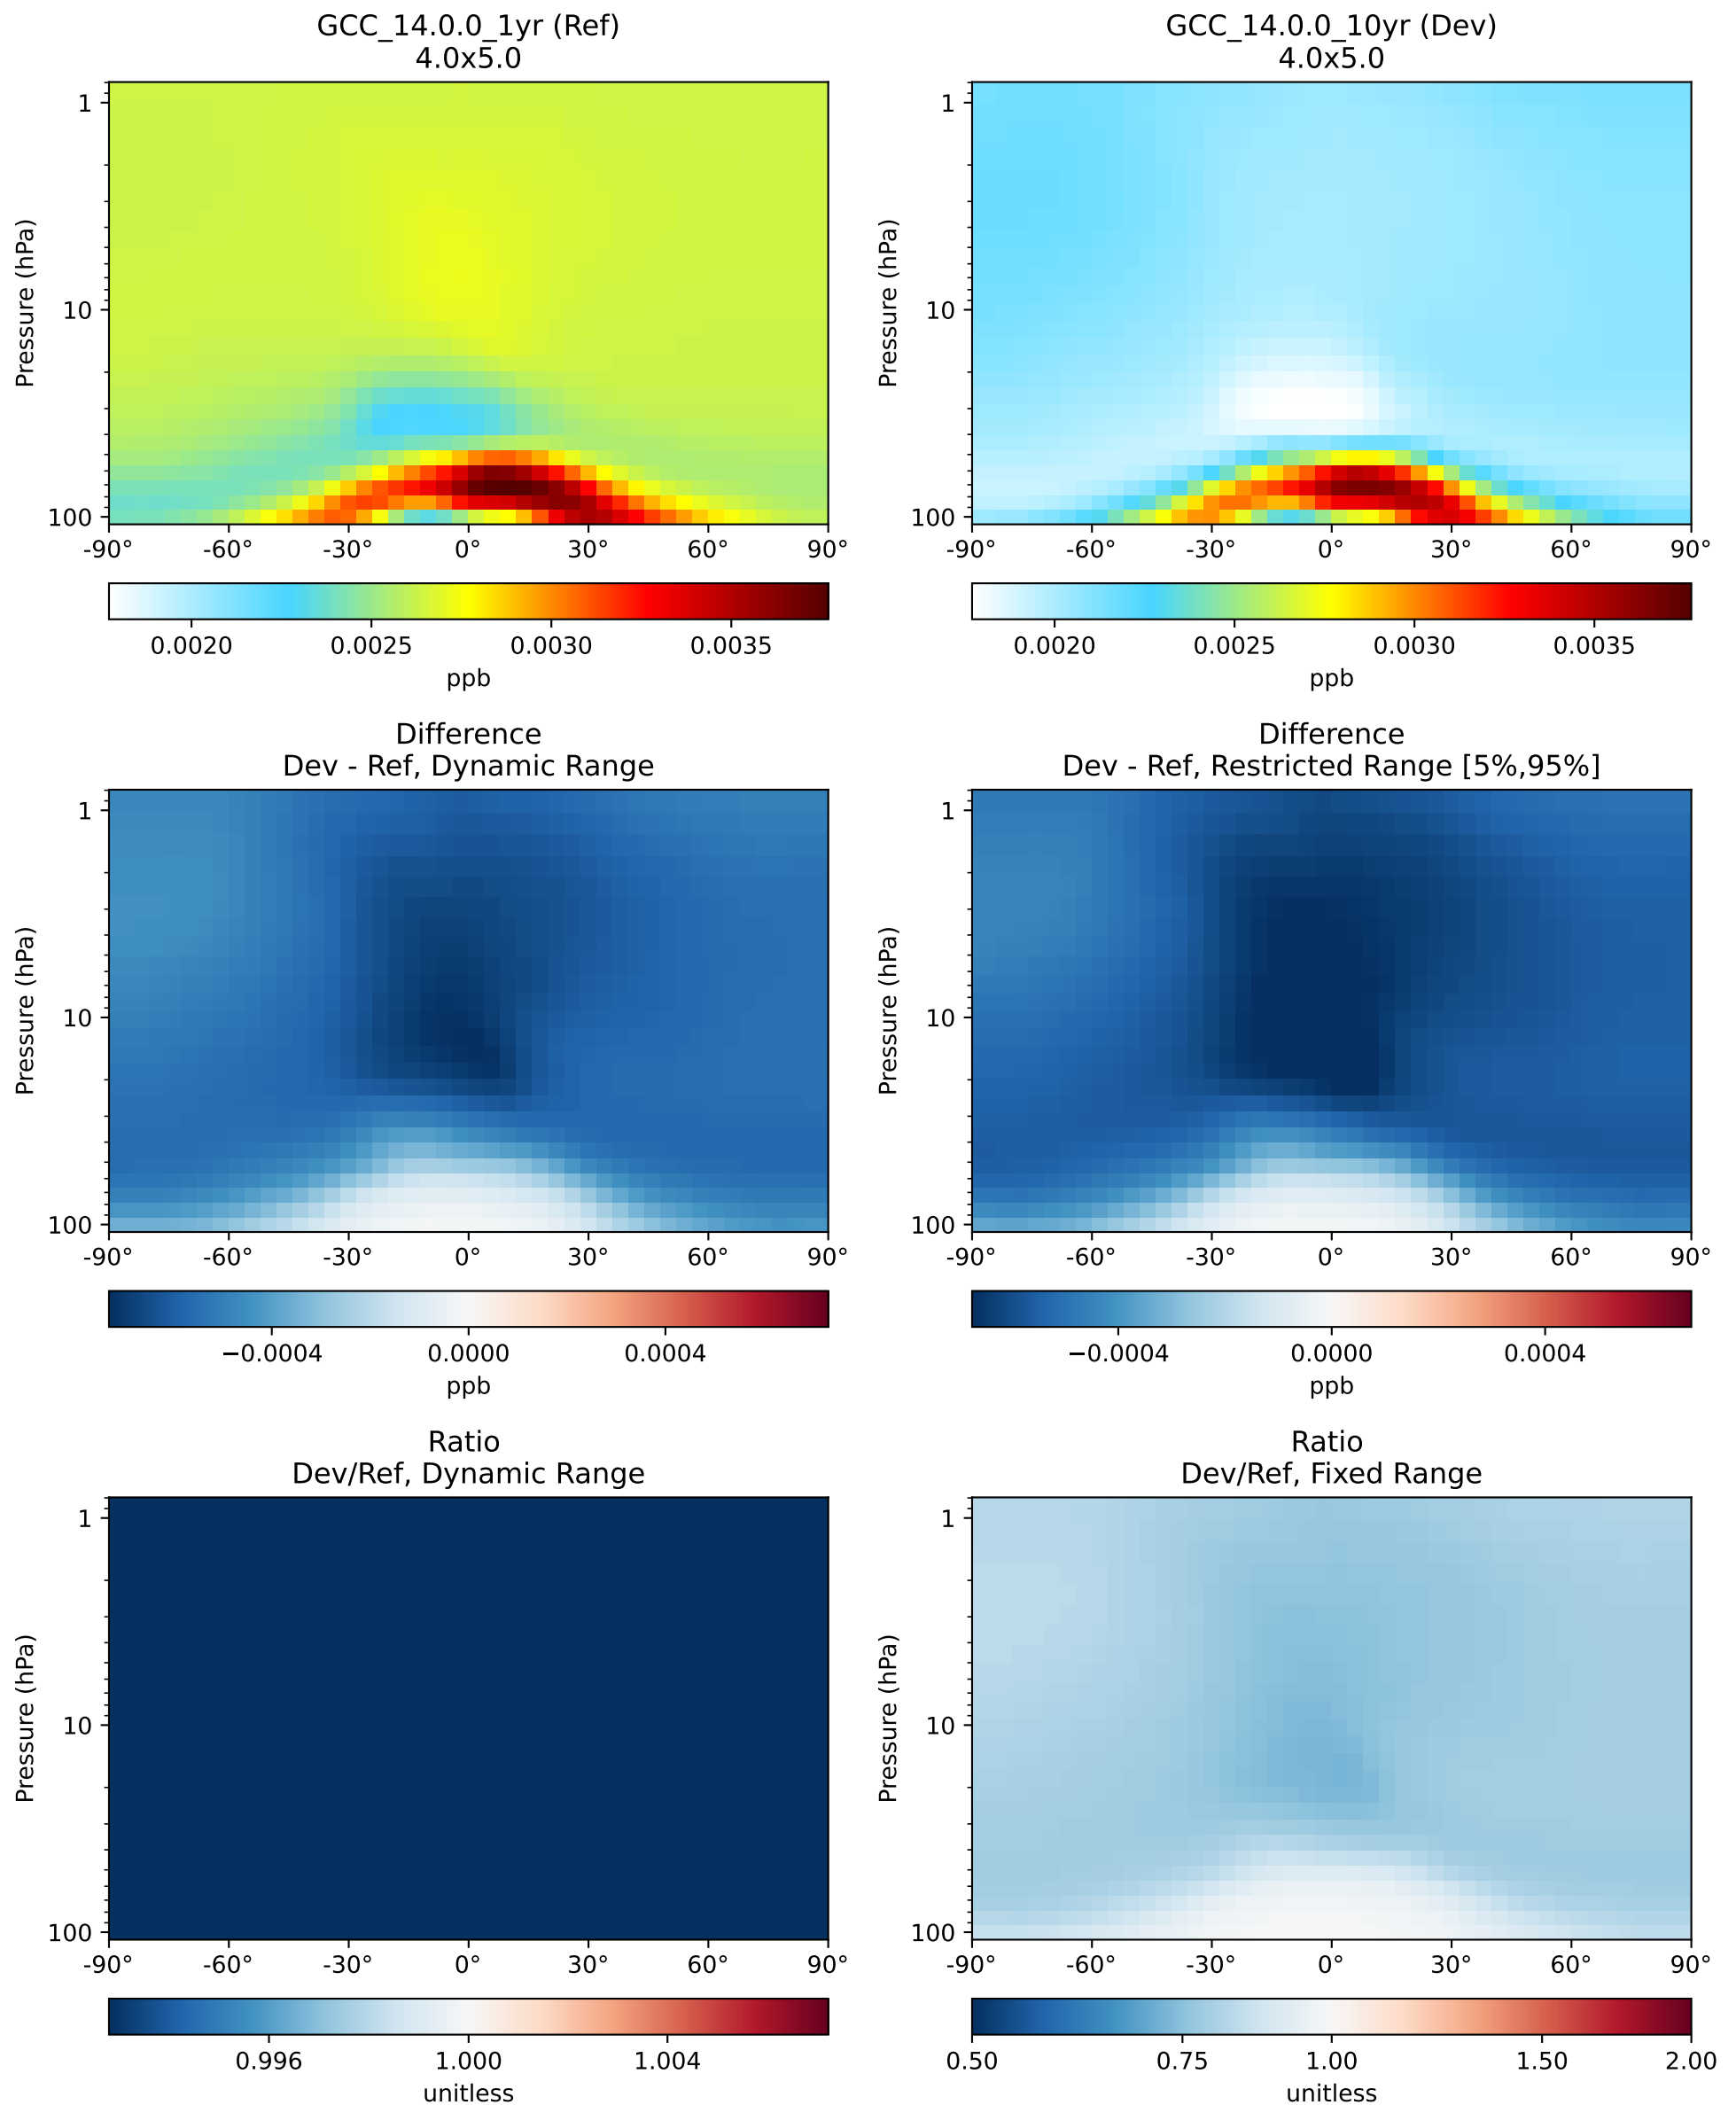 GCC_14.0.0_1yr (Ref)
4.0x5.0
Pressure (hPa)
1
10
100
-90° -60° -30° 0° 30° 60° 90°
0.0020 0.0025 0.0030 0.0035
ppb
GCC_14.0.0_10yr (Dev)
4.0x5.0
Pressure (hPa)
1
10
100
-90° -60° -30° 0° 30° 60° 90°
0.0020 0.0025 0.0030 0.0035
ppb
Difference
Dev - Ref, Dynamic Range
Pressure (hPa)
1
10
100
-90° -60° -30° 0° 30° 60° 90°
−0.0004 0.0000 0.0004
ppb
Difference
Dev - Ref, Restricted Range [5%,95%]
Pressure (hPa)
1
10
100
-90° -60° -30° 0° 30° 60° 90°
−0.0004 0.0000 0.0004
ppb
Ratio
Dev/Ref, Dynamic Range
Pressure (hPa)
1
10
100
-90° -60° -30° 0° 30° 60° 90°
0.996 1.000 1.004
unitless
Ratio
Dev/Ref, Fixed Range
Pressure (hPa)
1
10
100
-90° -60° -30° 0° 30° 60° 90°
0.50 0.75 1.00 1.50 2.00
unitless